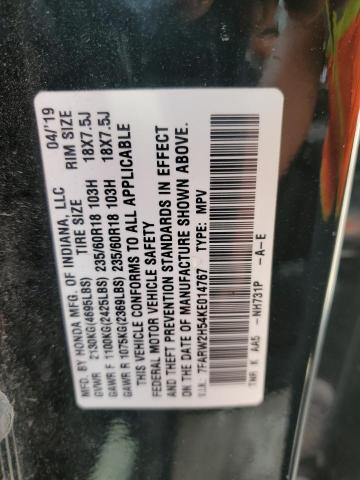 MFD. BY HONDA MFG. OF INDIANA, LLC 04/'19
TIRE SIZE RIM SIZE
GVWR 2130KG(4695LBS)
GAWR F 1100KG(2425LBS) 235/60R18 103H 18X7.5J
GAWR R 1075KG(2369LBS) 235/60R18 103H 18X7.5J
THIS VEHICLE CONFORMS TO ALL APPLICABLE
FEDERAL MOTOR VEHICLE SAFETY
AND THEFT PREVENTION STANDARDS IN EFFECT
ON THE DATE OF MANUFACTURE SHOWN ABOVE.
V.I.N.: 7FARW2H54KE014767 TYPE: MPV
TNR K AA5 -NH731P -A-E